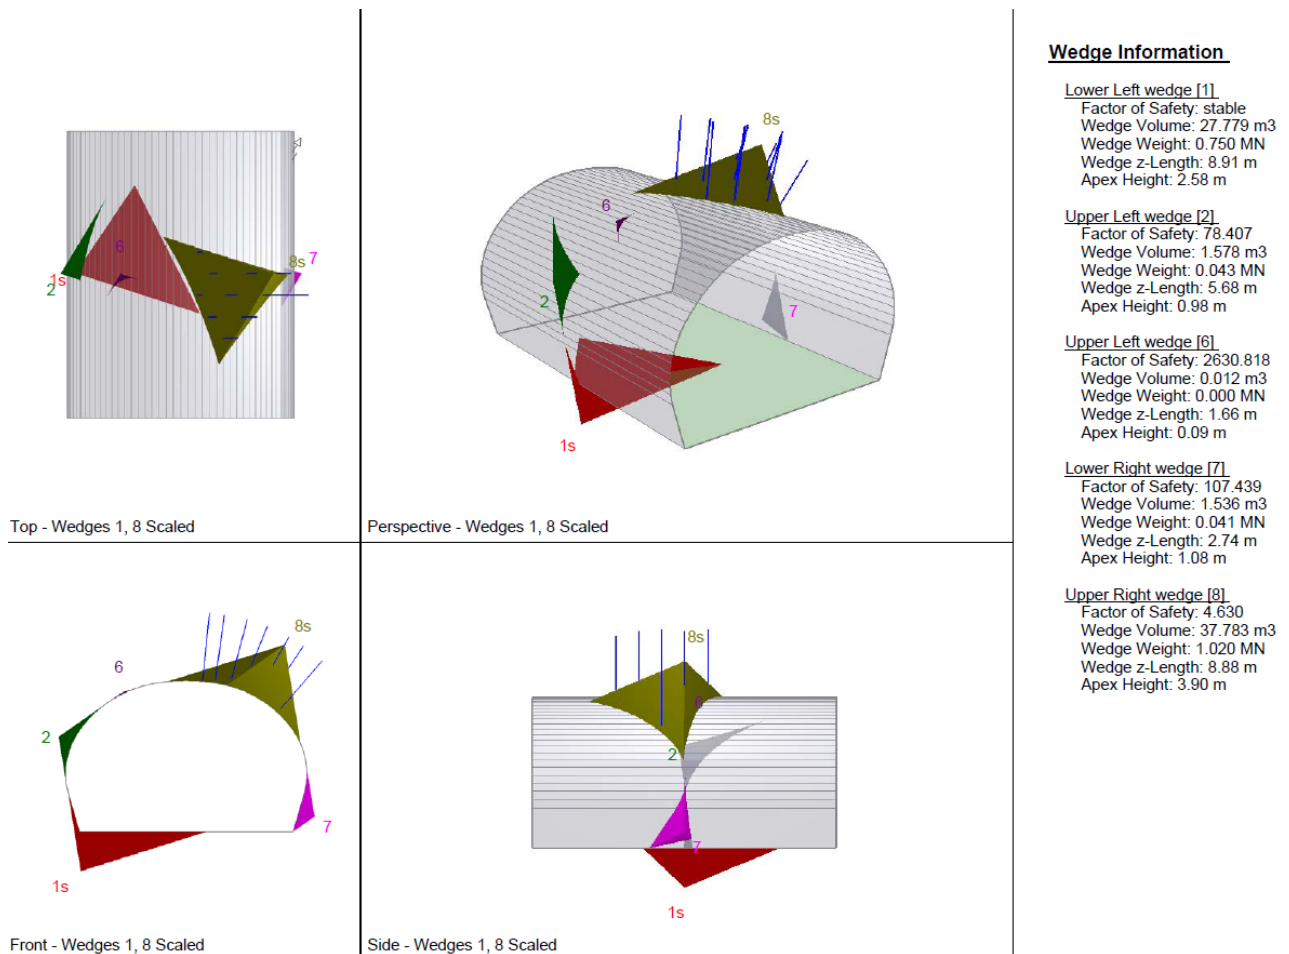 8s
6
2
7
1s
Top - Wedges 1, 8 Scaled
8s
6
2
7
1s
Perspective - Wedges 1, 8 Scaled
8s
6
2
7
1s
Front - Wedges 1, 8 Scaled
8s
6
2
7
1s
Side - Wedges 1, 8 Scaled
Wedge Information
Lower Left wedge [1]
Factor of Safety: stable
Wedge Volume: 27.779 m3
Wedge Weight: 0.750 MN
Wedge z-Length: 8.91 m
Apex Height: 2.58 m
Upper Left wedge [2]
Factor of Safety: 78.407
Wedge Volume: 1.578 m3
Wedge Weight: 0.043 MN
Wedge z-Length: 5.68 m
Apex Height: 0.98 m
Upper Left wedge [6]
Factor of Safety: 2630.818
Wedge Volume: 0.012 m3
Wedge Weight: 0.000 MN
Wedge z-Length: 1.66 m
Apex Height: 0.09 m
Lower Right wedge [7]
Factor of Safety: 107.439
Wedge Volume: 1.536 m3
Wedge Weight: 0.041 MN
Wedge z-Length: 2.74 m
Apex Height: 1.08 m
Upper Right wedge [8]
Factor of Safety: 4.630
Wedge Volume: 37.783 m3
Wedge Weight: 1.020 MN
Wedge z-Length: 8.88 m
Apex Height: 3.90 m